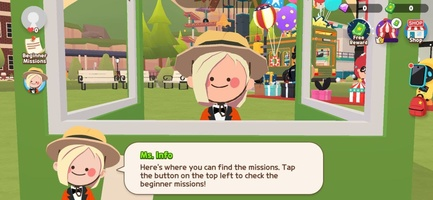 Beginner
Missions
Free
Reward
SHOP
Shop
Ms. Info
Here's where you can find the missions. Tap
the button on the top left to check the
beginner missions!